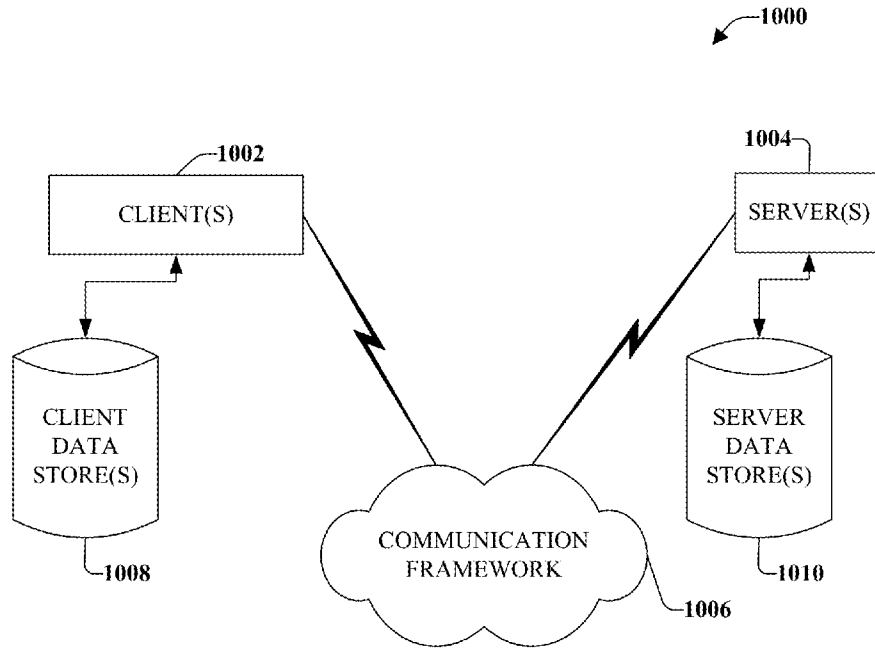 1000
1002
1004
CLIENT(S)
SERVER(S)
CLIENT
DATA
STORE(S)
SERVER
DATA
STORE(S)
COMMUNICATION
FRAMEWORK
1008
1010
1006